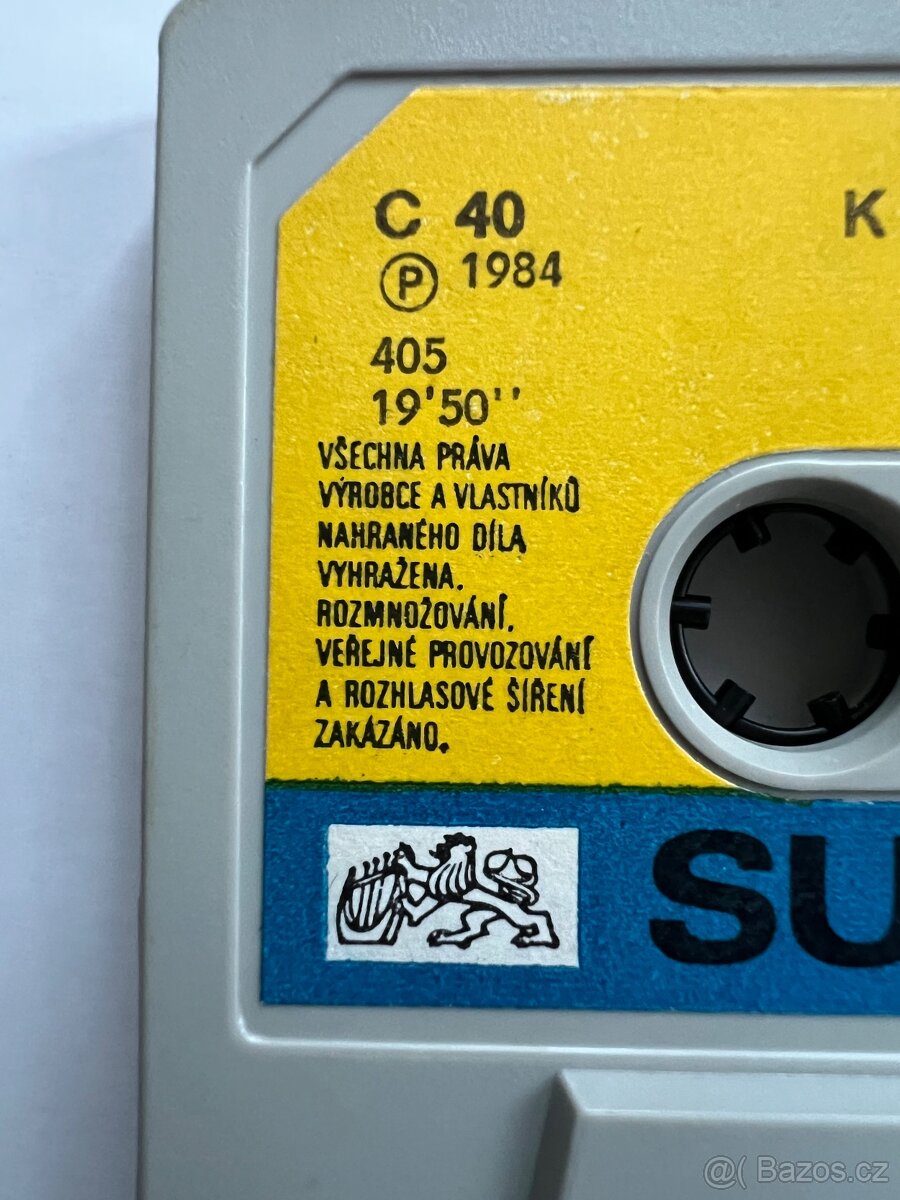 C 40
K
Ⓟ 1984
405
19'50''
VŠECHNA PRÁVA
VÝROBCE A VLASTNÍKŮ
NAHRANÉHO DÍLA
VYHRAŽENA.
ROZMNOŽOVÁNÍ,
VEŘEJNÉ PROVOZOVÁNÍ
A ROZHLASOVÉ ŠÍŘENÍ
ZAKÁZÁNO.
SU
@( Bazos.cz